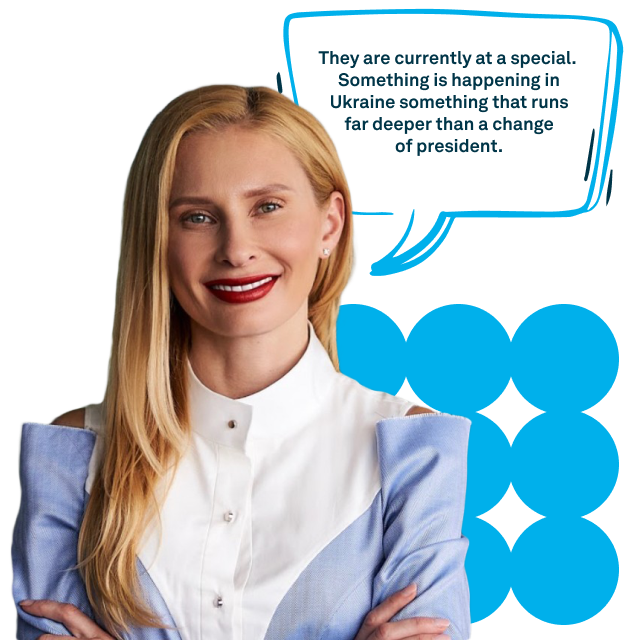 They are currently at a special.
Something is happening in
Ukraine something that runs
far deeper than a change
of president.